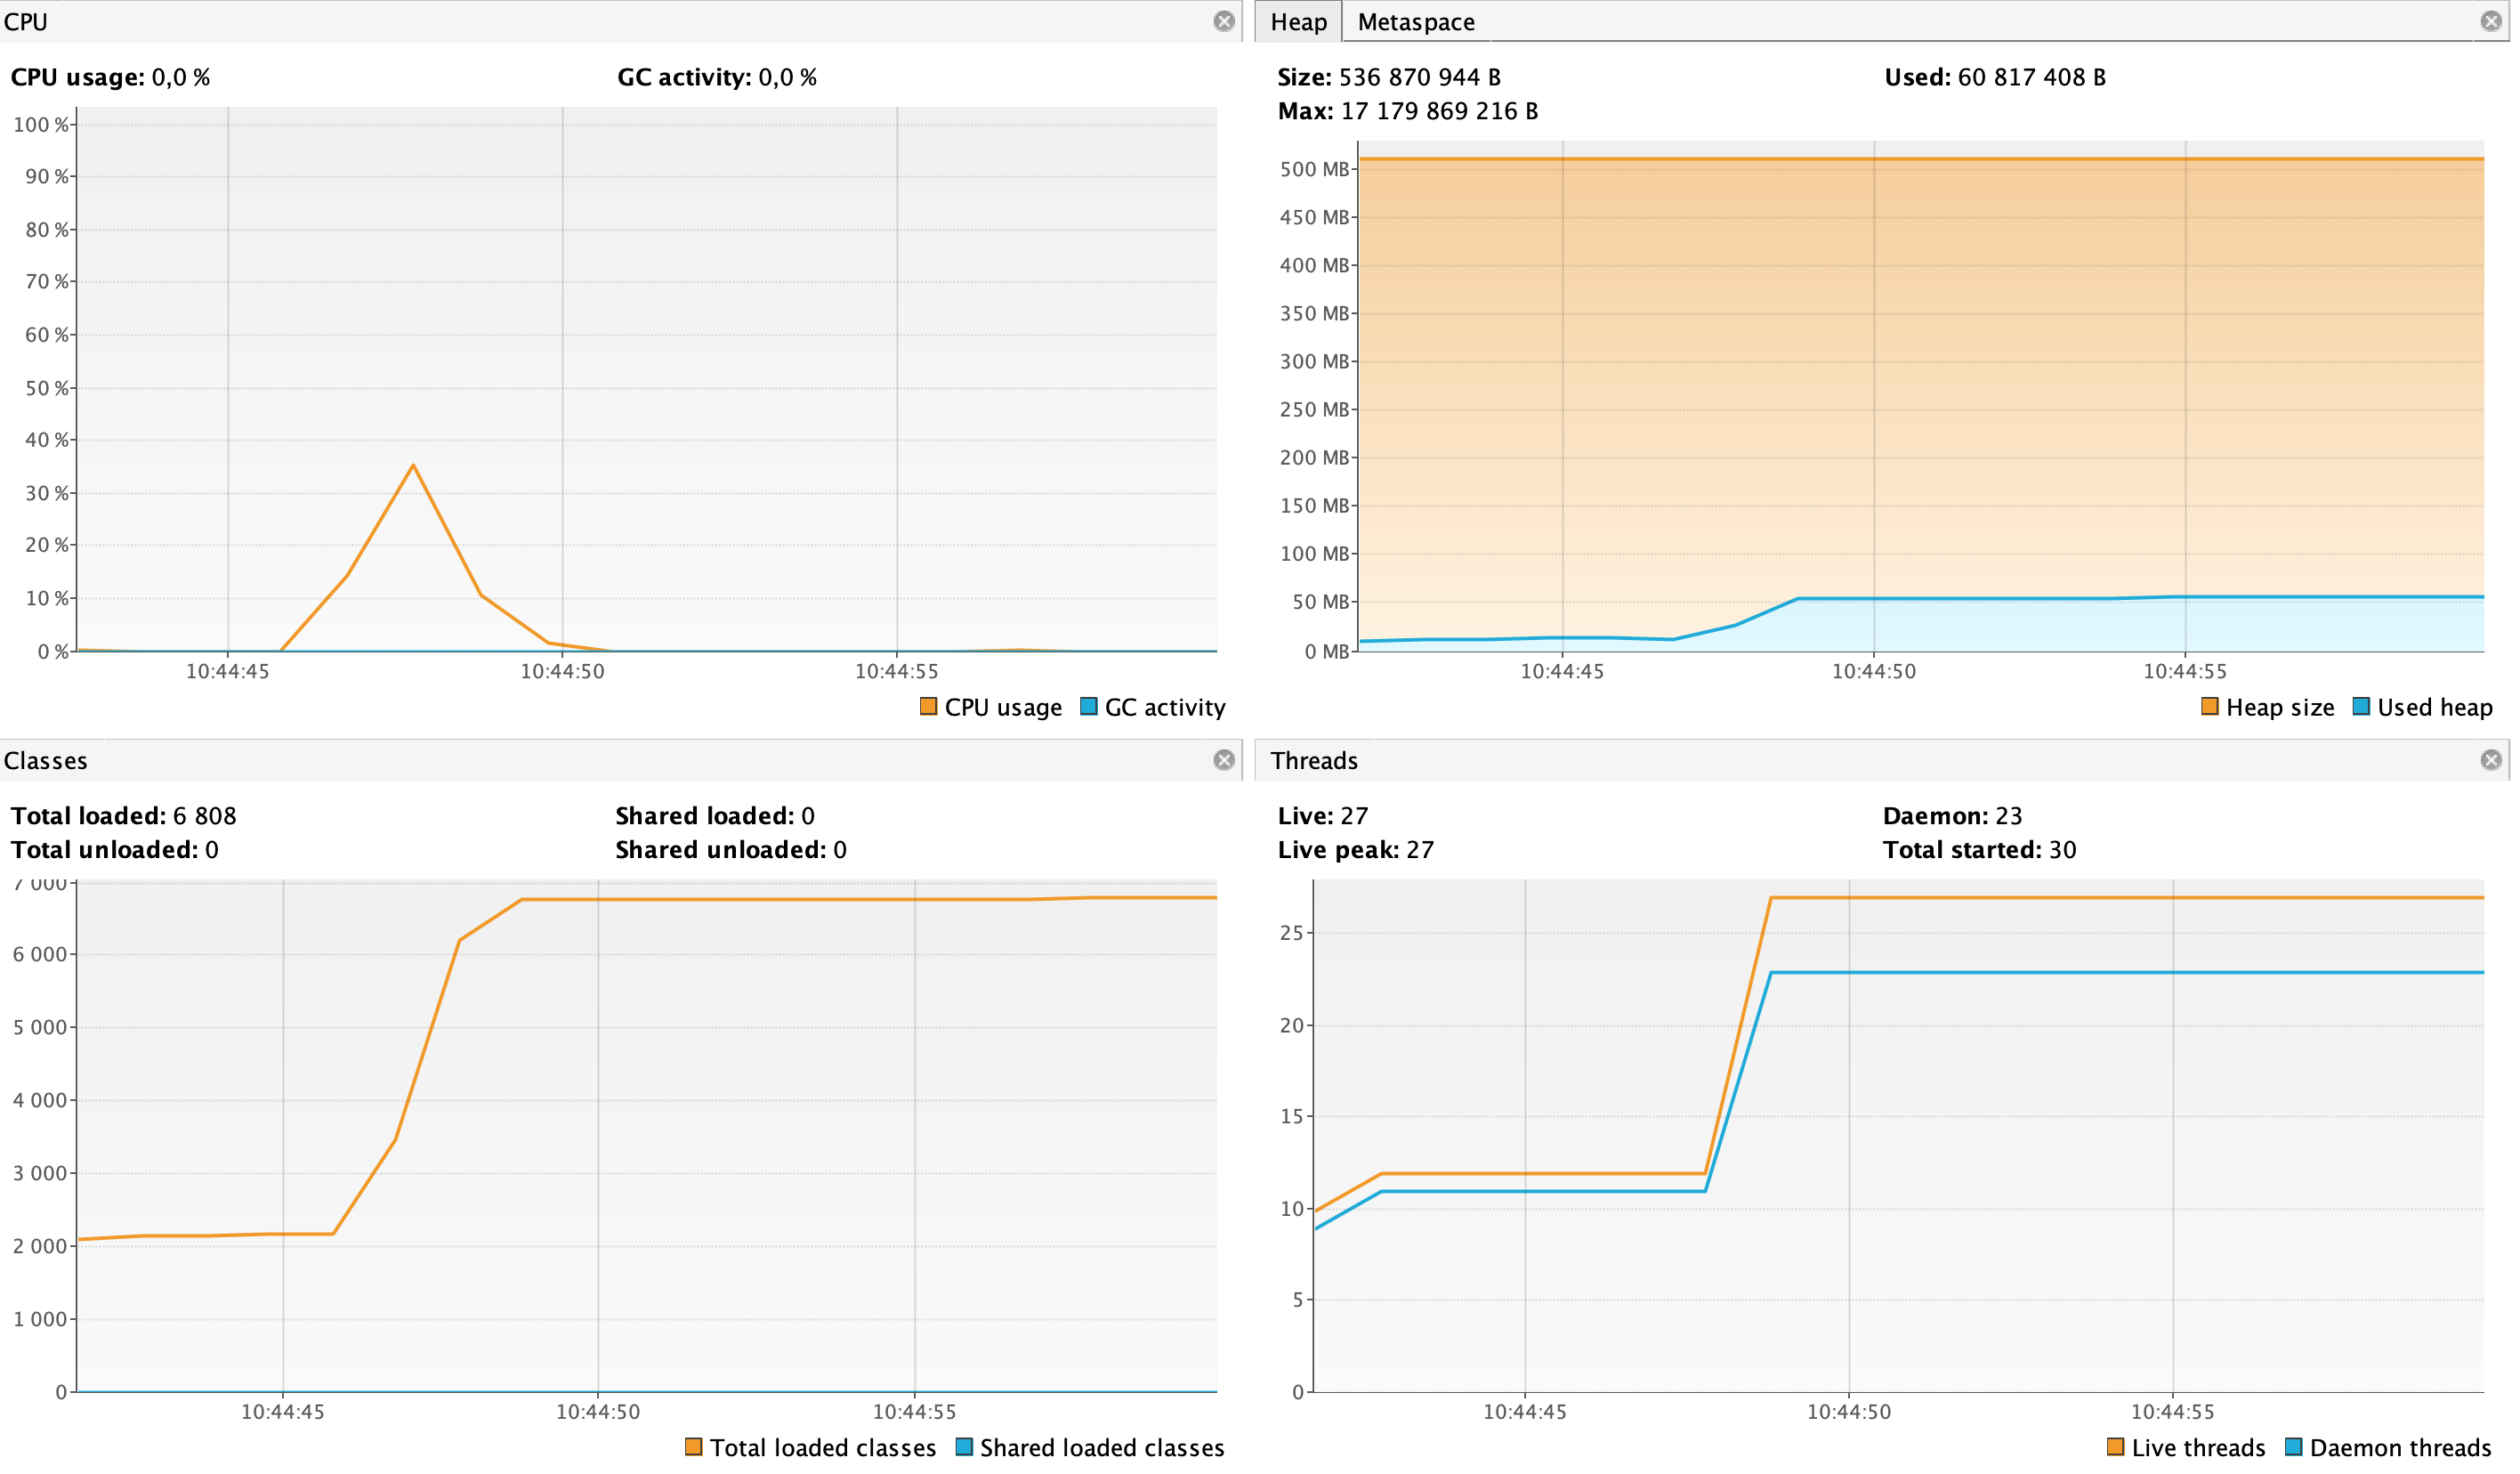 CPU
CPU usage: 0,0 %
GC activity: 0,0 %
100 %
90 %
80 %
70 %
60 %
50 %
40 %
30 %
20 %
10 %
0 %
10:44:45
10:44:50
10:44:55
CPU usage
GC activity
Heap
Metaspace
Size: 536 870 944 B
Used: 60 817 408 B
Max: 17 179 869 216 B
500 MB
450 MB
400 MB
350 MB
300 MB
250 MB
200 MB
150 MB
100 MB
50 MB
0 MB
10:44:45
10:44:50
10:44:55
Heap size
Used heap
Classes
Total loaded: 6 808
Shared loaded: 0
Total unloaded: 0
Shared unloaded: 0
7 000
6 000
5 000
4 000
3 000
2 000
1 000
0
10:44:45
10:44:50
10:44:55
Total loaded classes
Shared loaded classes
Threads
Live: 27
Daemon: 23
Live peak: 27
Total started: 30
25
20
15
10
5
0
10:44:45
10:44:50
10:44:55
Live threads
Daemon threads